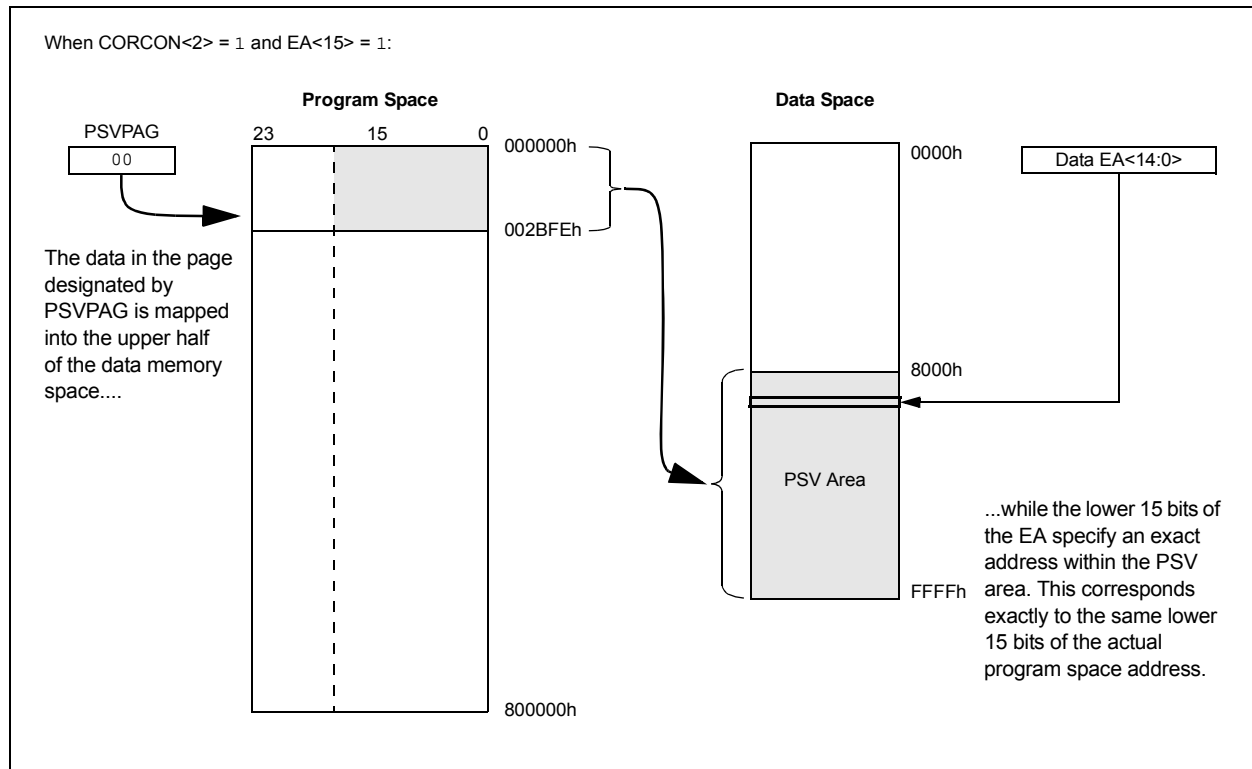 When CORCON<2> = 1 and EA<15> = 1:
Program Space
Data Space
PSVPAG
00
23
15
0
000000h
002BFEh
800000h
The data in the page
designated by
PSVPAG is mapped
into the upper half
of the data memory
space....
0000h
8000h
FFFFh
PSV Area
Data EA<14:0>
...while the lower 15 bits of
the EA specify an exact
address within the PSV
area. This corresponds
exactly to the same lower
15 bits of the actual
program space address.